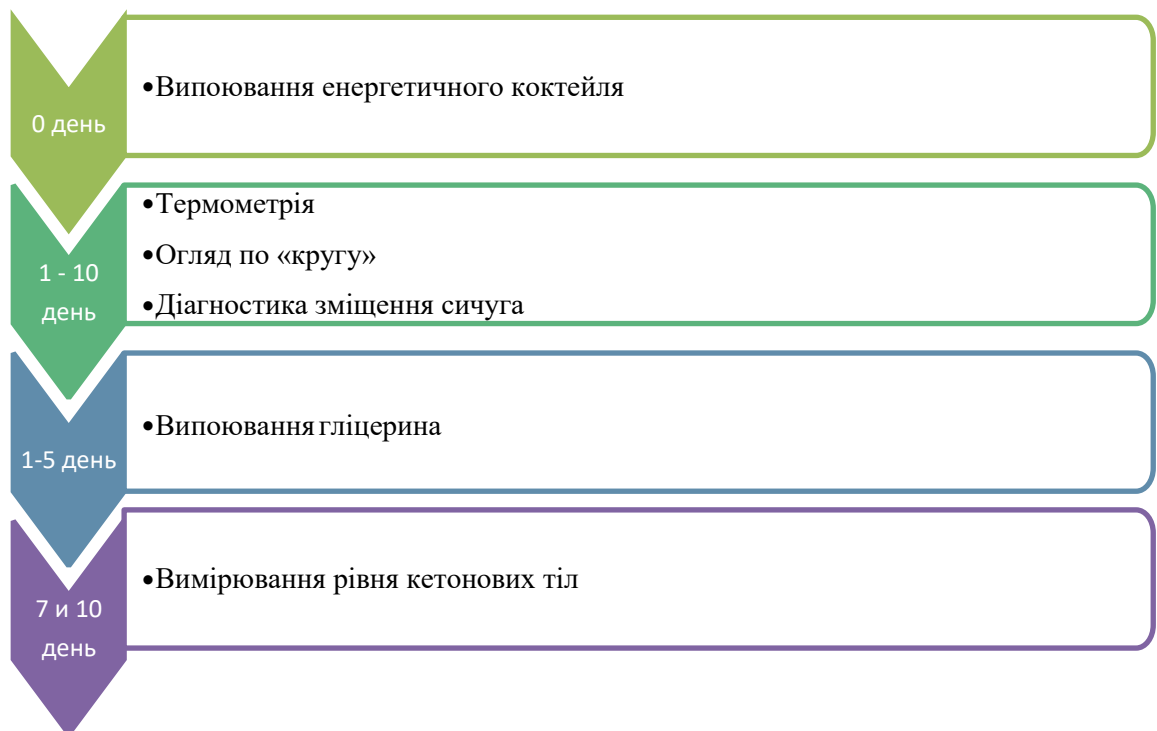 0 день
•Випоювання енергетичного коктейля
1 - 10
день
•Термометрія
•Огляд по «кругу»
•Діагностика зміщення сичуга
1-5 день
•Випоювання гліцерина
7 и 10
день
•Вимірювання рівня кетонових тіл